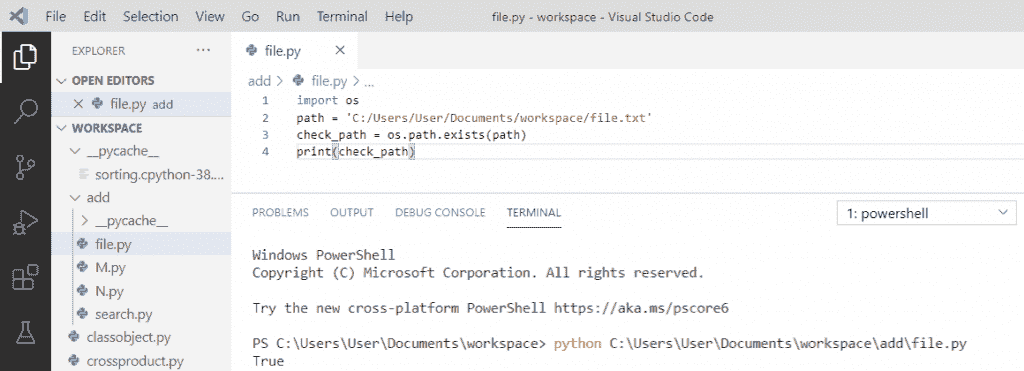 File Edit Selection View Go Run Terminal Help file.py - workspace - Visual Studio Code
EXPLORER ...
OPEN EDITORS
file.py add
WORKSPACE
__pycache__
sorting.cpython-38....
add
__pycache__
file.py
M.py
N.py
search.py
classobject.py
crossproduct.py
file.py
add > file.py > ...
1 import os
2 path = 'C:/Users/User/Documents/workspace/file.txt'
3 check_path = os.path.exists(path)
4 print(check_path)
PROBLEMS OUTPUT DEBUG CONSOLE TERMINAL 1: powershell
Windows PowerShell
Copyright (C) Microsoft Corporation. All rights reserved.
Try the new cross-platform PowerShell https://aka.ms/pscore6
PS C:\Users\User\Documents\workspace> python C:\Users\User\Documents\workspace\add\file.py
True